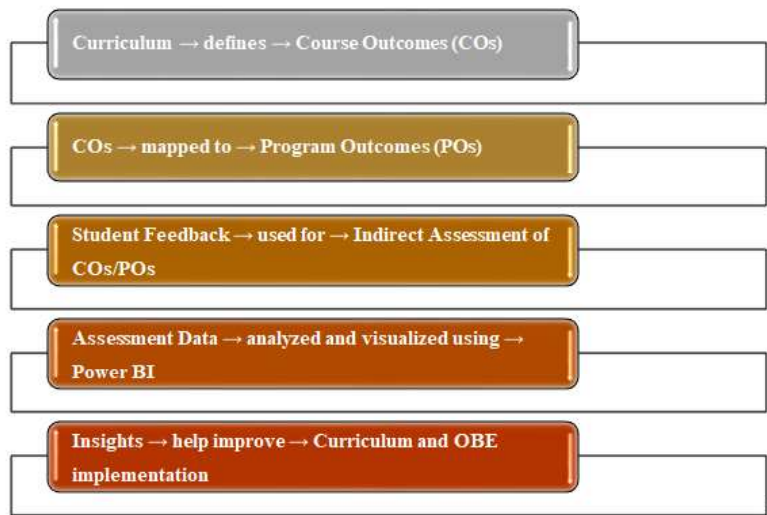 Curriculum → defines → Course Outcomes (COs)
COs → mapped to → Program Outcomes (POs)
Student Feedback → used for → Indirect Assessment of
COs/POs
Assessment Data → analyzed and visualized using →
Power BI
Insights → help improve → Curriculum and OBE
implementation